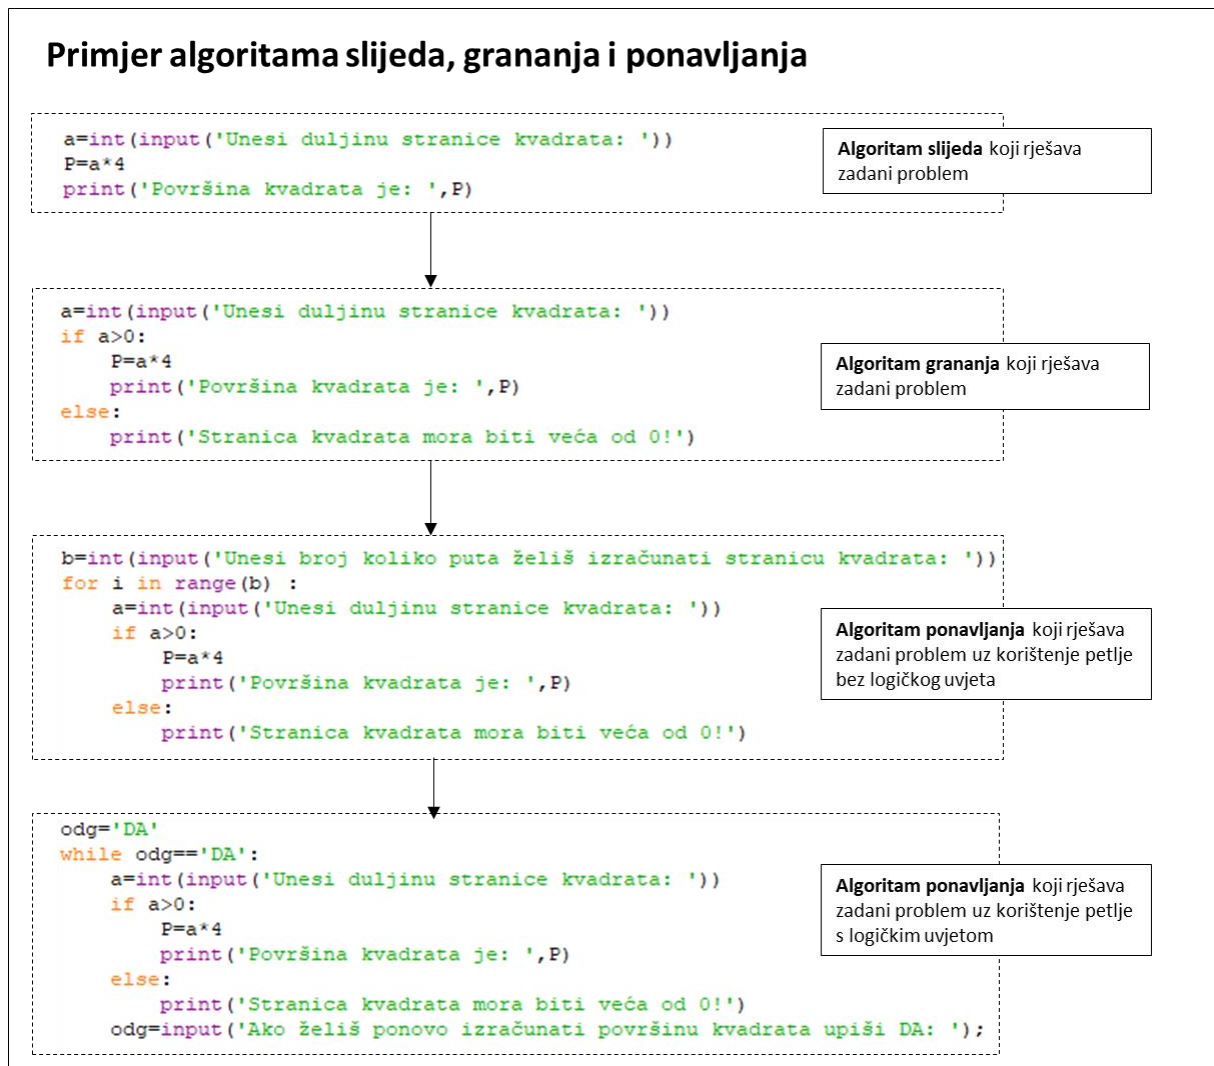 Primjer algoritama slijeda, grananja i ponavljanja
a=int(input('Unesi duljinu stranice kvadrata: '))
P=a*4
print('Površina kvadrata je: ',P)
Algoritam slijeda koji rješava
zadani problem
a=int(input('Unesi duljinu stranice kvadrata: '))
if a>0:
    P=a*4
    print('Površina kvadrata je: ',P)
else:
    print('Stranica kvadrata mora biti veća od 0!')
Algoritam grananja koji rješava
zadani problem
b=int(input('Unesi broj koliko puta želiš izračunati stranicu kvadrata: '))
for i in range(b) :
    a=int(input('Unesi duljinu stranice kvadrata: '))
    if a>0:
        P=a*4
        print('Površina kvadrata je: ',P)
    else:
        print('Stranica kvadrata mora biti veća od 0!')
Algoritam ponavljanja koji rješava
zadani problem uz korištenje petlje
bez logičkog uvjeta
odg='DA'
while odg=='DA':
    a=int(input('Unesi duljinu stranice kvadrata: '))
    if a>0:
        P=a*4
        print('Površina kvadrata je: ',P)
    else:
        print('Stranica kvadrata mora biti veća od 0!')
    odg=input('Ako želiš ponovo izračunati površinu kvadrata upiši DA: ');
Algoritam ponavljanja koji rješava
zadani problem uz korištenje petlje
s logičkim uvjetom